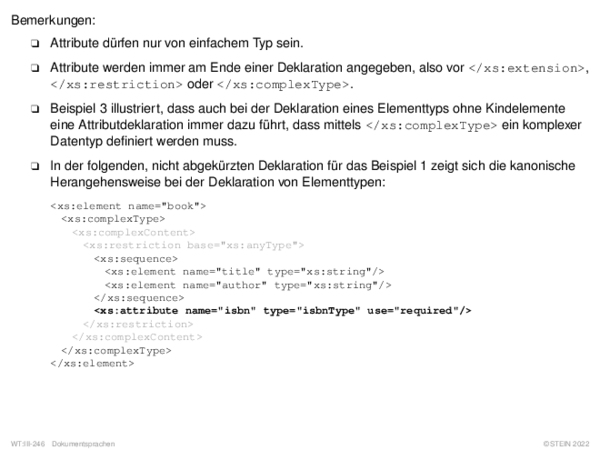 Bemerkungen:
❑ Attribute dürfen nur von einfachem Typ sein.
❑ Attribute werden immer am Ende einer Deklaration angegeben, also vor </xs:extension>,
</xs:restriction> oder </xs:complexType>.
❑ Beispiel 3 illustriert, dass auch bei der Deklaration eines Elementtyps ohne Kindelemente
eine Attributdeklaration immer dazu führt, dass mittels </xs:complexType> ein komplexer
Datentyp definiert werden muss.
❑ In der folgenden, nicht abgekürzten Deklaration für das Beispiel 1 zeigt sich die kanonische
Herangehensweise bei der Deklaration von Elementtypen:
<xs:element name="book">
<xs:complexType>
<xs:complexContent>
<xs:restriction base="xs:anyType">
<xs:sequence>
<xs:element name="title" type="xs:string"/>
<xs:element name="author" type="xs:string"/>
</xs:sequence>
<xs:attribute name="isbn" type="isbnType" use="required"/>
</xs:restriction>
</xs:complexContent>
</xs:complexType>
</xs:element>
WT:III-246 Dokumentsprachen ©STEIN 2022